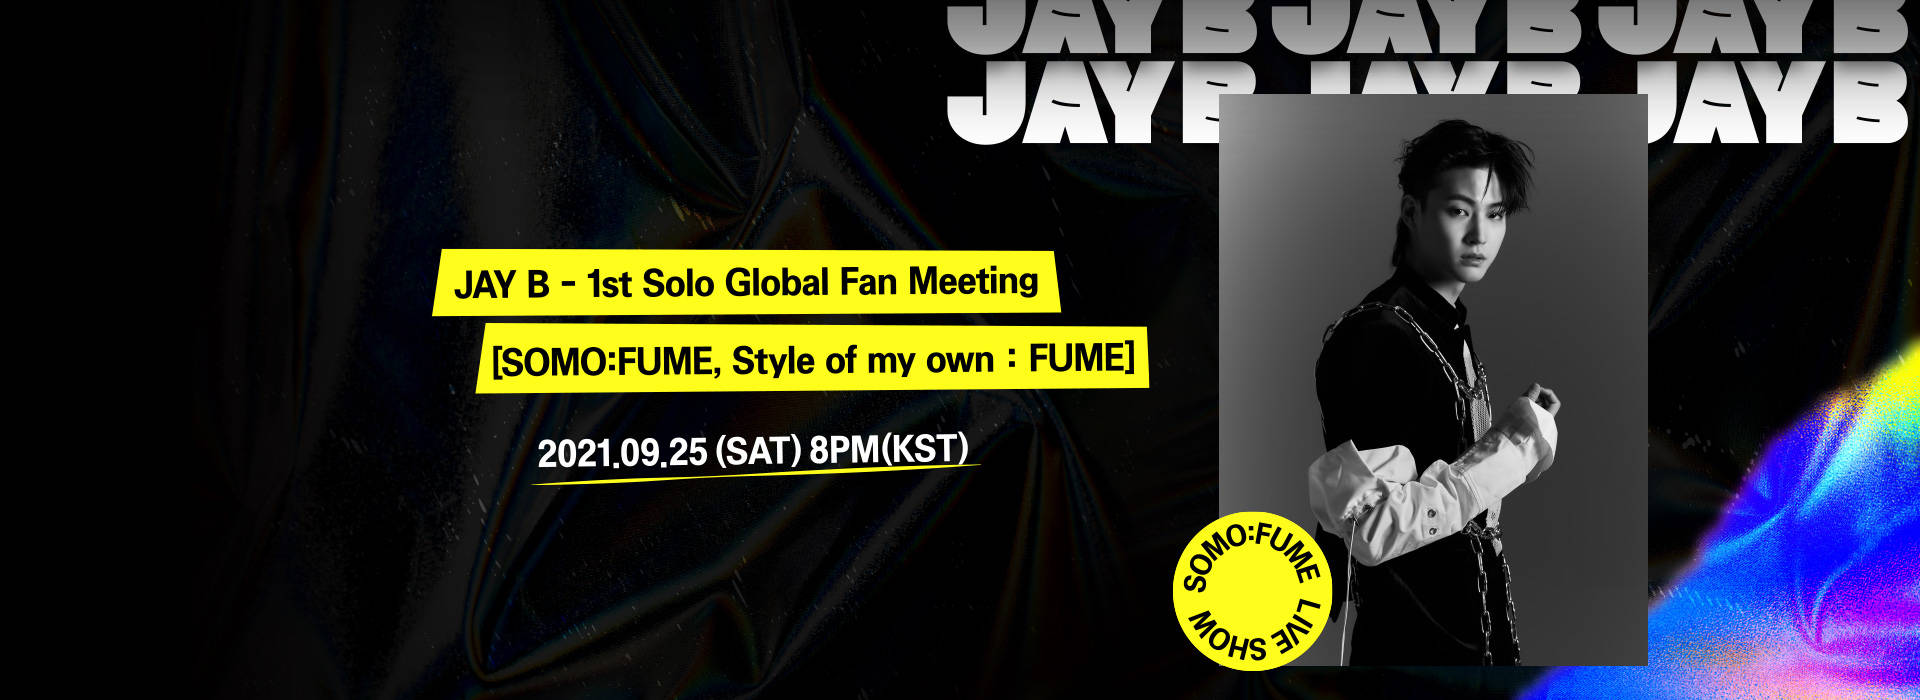 JAY B JAY B JAY B
JAY B JAY B JAY B
JAY B - 1st Solo Global Fan Meeting
[SOMO:FUME, Style of my own : FUME]
2021.09.25 (SAT) 8PM(KST)
SOMO:FUME LIVE SHOW